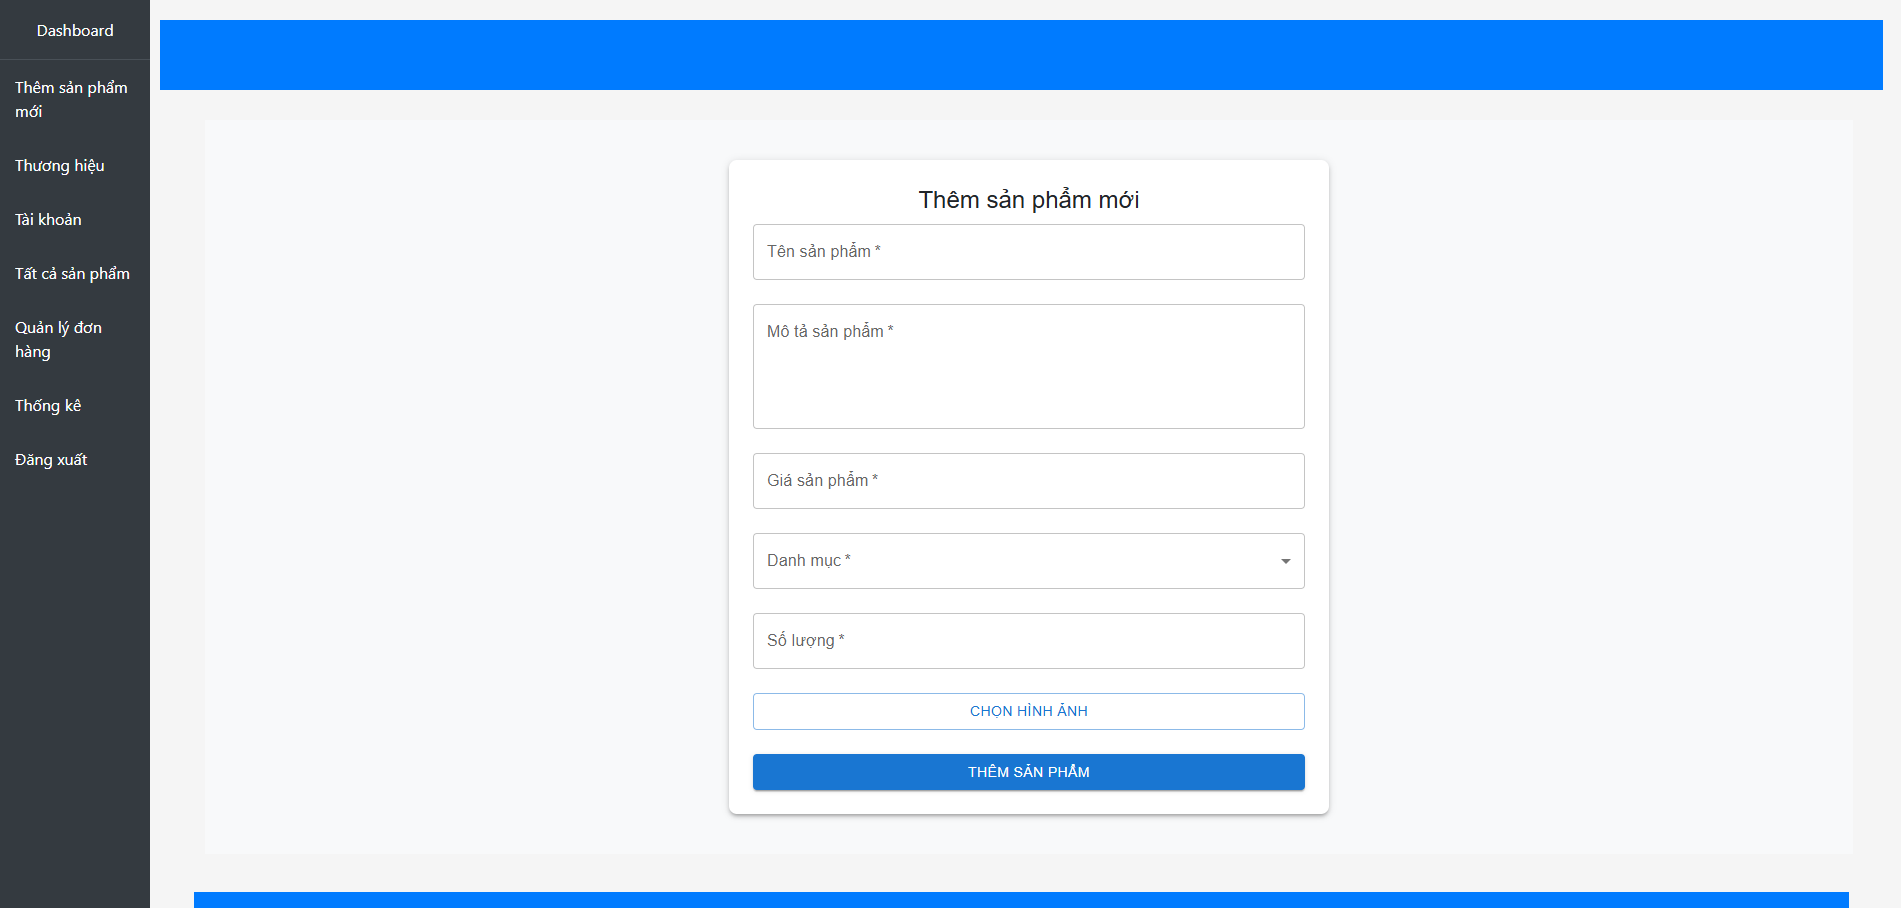 Dashboard
Thêm sản phẩm
mới
Thương hiệu
Tài khoản
Tất cả sản phẩm
Quản lý đơn
hàng
Thống kê
Đăng xuất
Thêm sản phẩm mới
Tên sản phẩm *
Mô tả sản phẩm *
Giá sản phẩm *
Danh mục *
Số lượng *
CHỌN HÌNH ẢNH
THÊM SẢN PHẨM